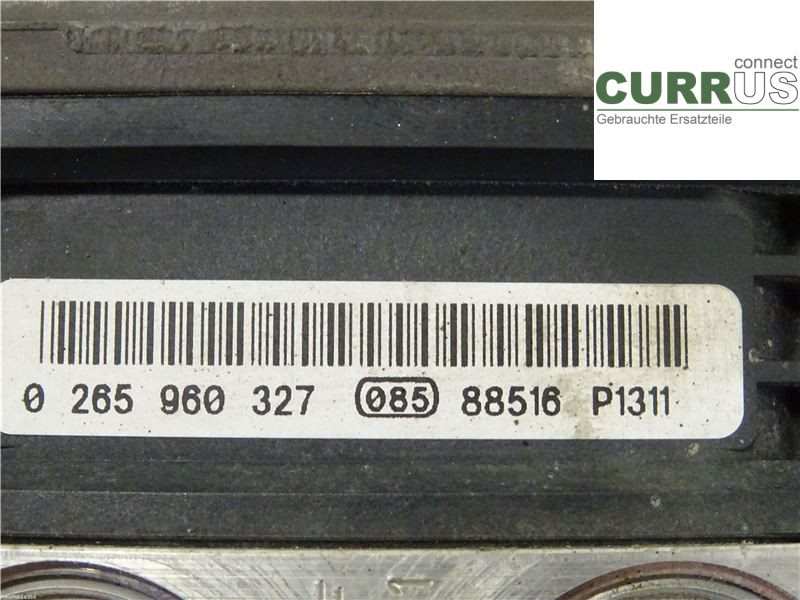 connect
CURRUS
Gebrauchte Ersatzteile
0 265 960 327 085 88516 P1311